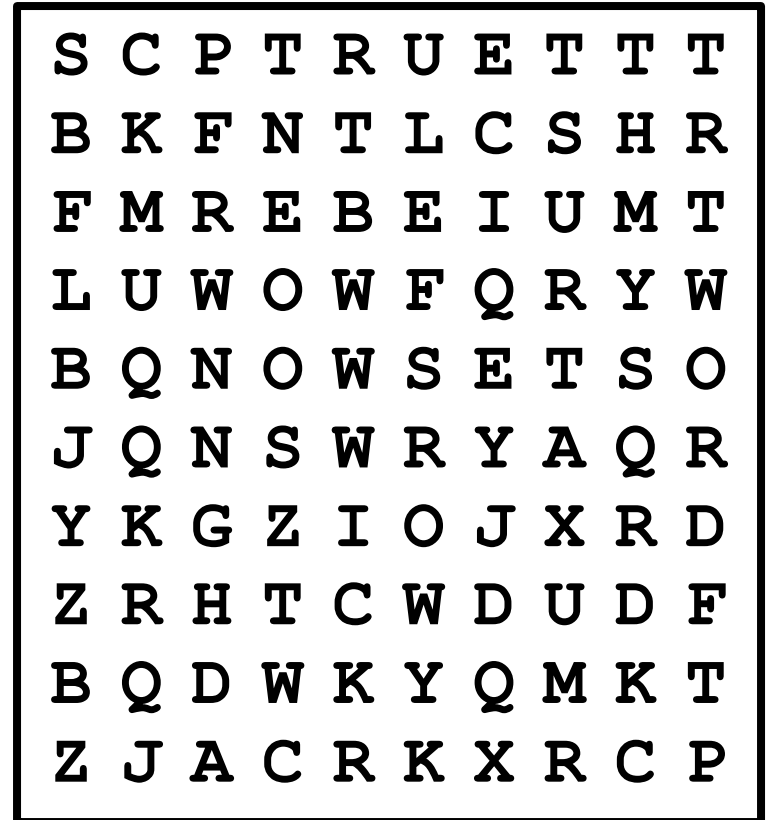 S C P T R U E T T T
B K F N T L C S H R
F M R E B E I U M T
L U W O W F Q R Y W
B Q N O W S E T S O
J Q N S W R Y A Q R
Y K G Z I O J X R D
Z R H T C W D U D F
B Q D W K Y Q M K T
Z J A C R K X R C P